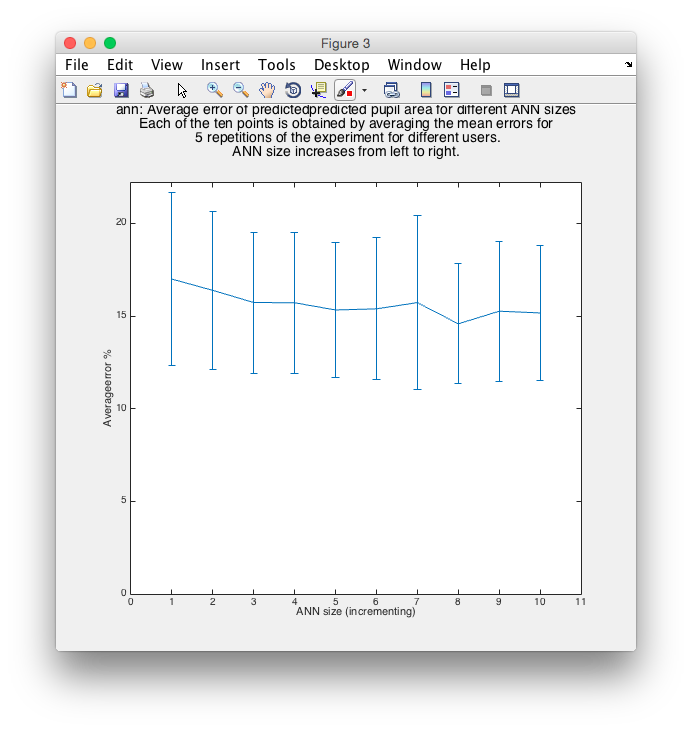 Figure 3
File Edit View Insert Tools Desktop Window Help
ann: Average error of predictedpredicted pupil area for different ANN sizes
Each of the ten points is obtained by averaging the mean errors for
5 repetitions of the experiment for different users.
ANN size increases from left to right.
20
15
10
5
0
Averageerror %
0 1 2 3 4 5 6 7 8 9 10 11
ANN size (incrementing)